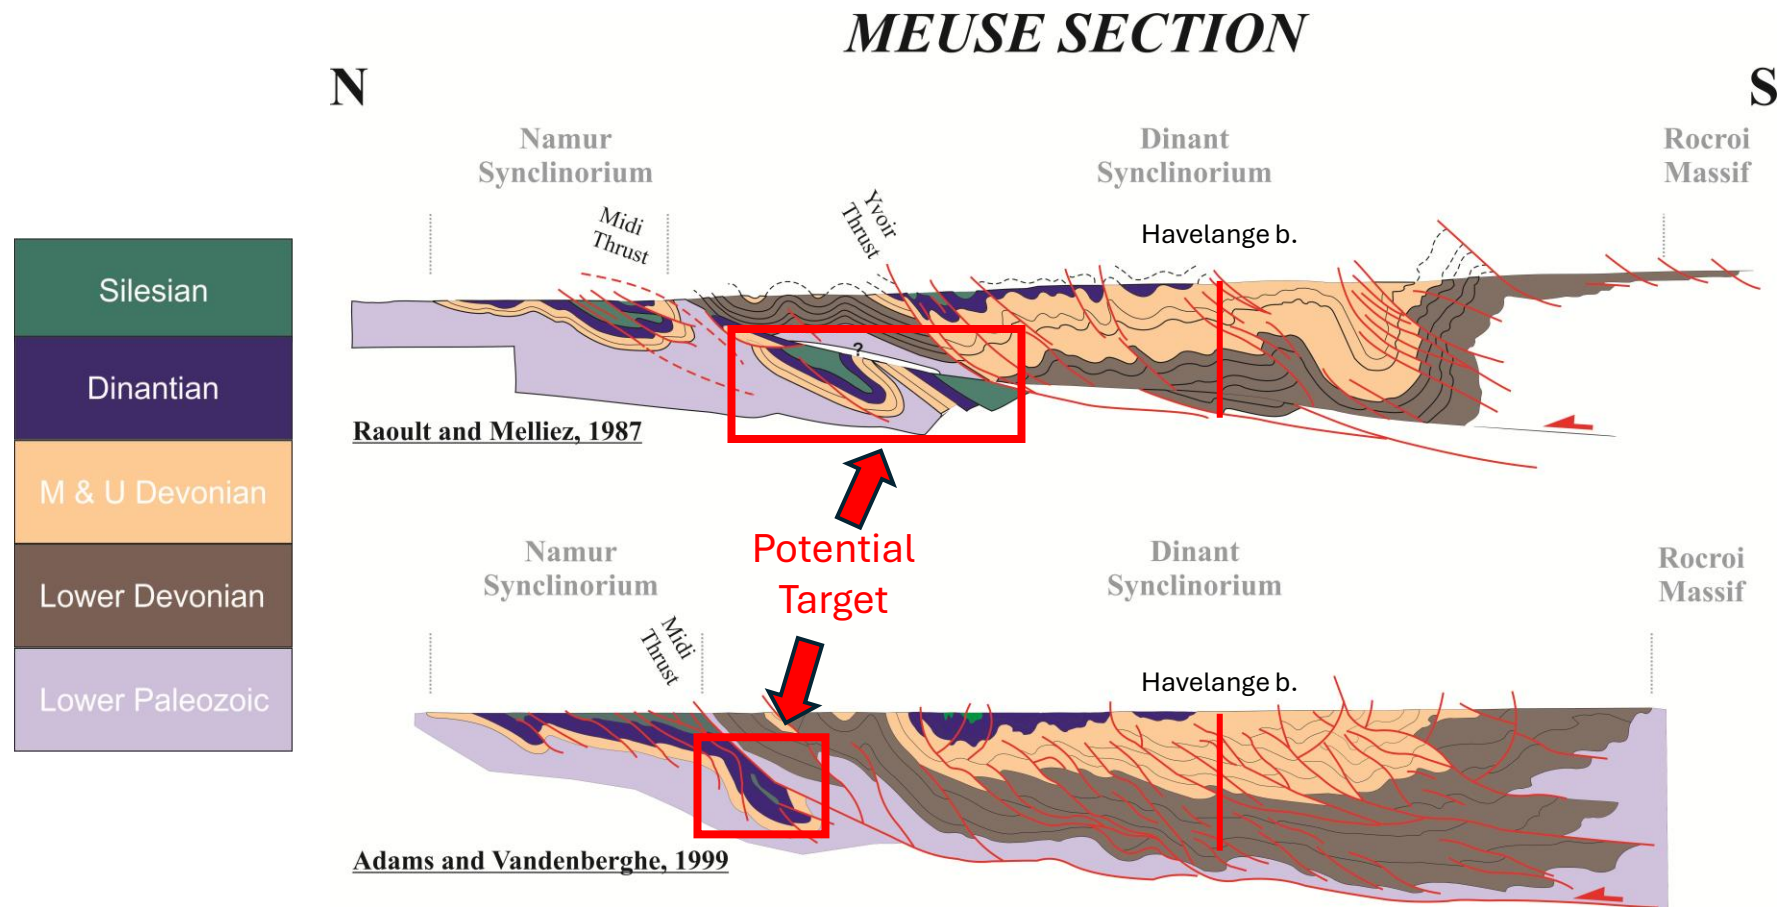 MEUSE SECTION
N
S
Namur
Synclinorium
Dinant
Synclinorium
Rocroi
Massif
Midi
Thrust
Yvoir
Thrust
Havelange b.
Silesian
Dinantian
M & U Devonian
Lower Devonian
Lower Paleozoic
?
Raoult and Melliez, 1987
Potential
Target
Namur
Synclinorium
Dinant
Synclinorium
Rocroi
Massif
Midi
Thrust
Havelange b.
Adams and Vandenberghe, 1999